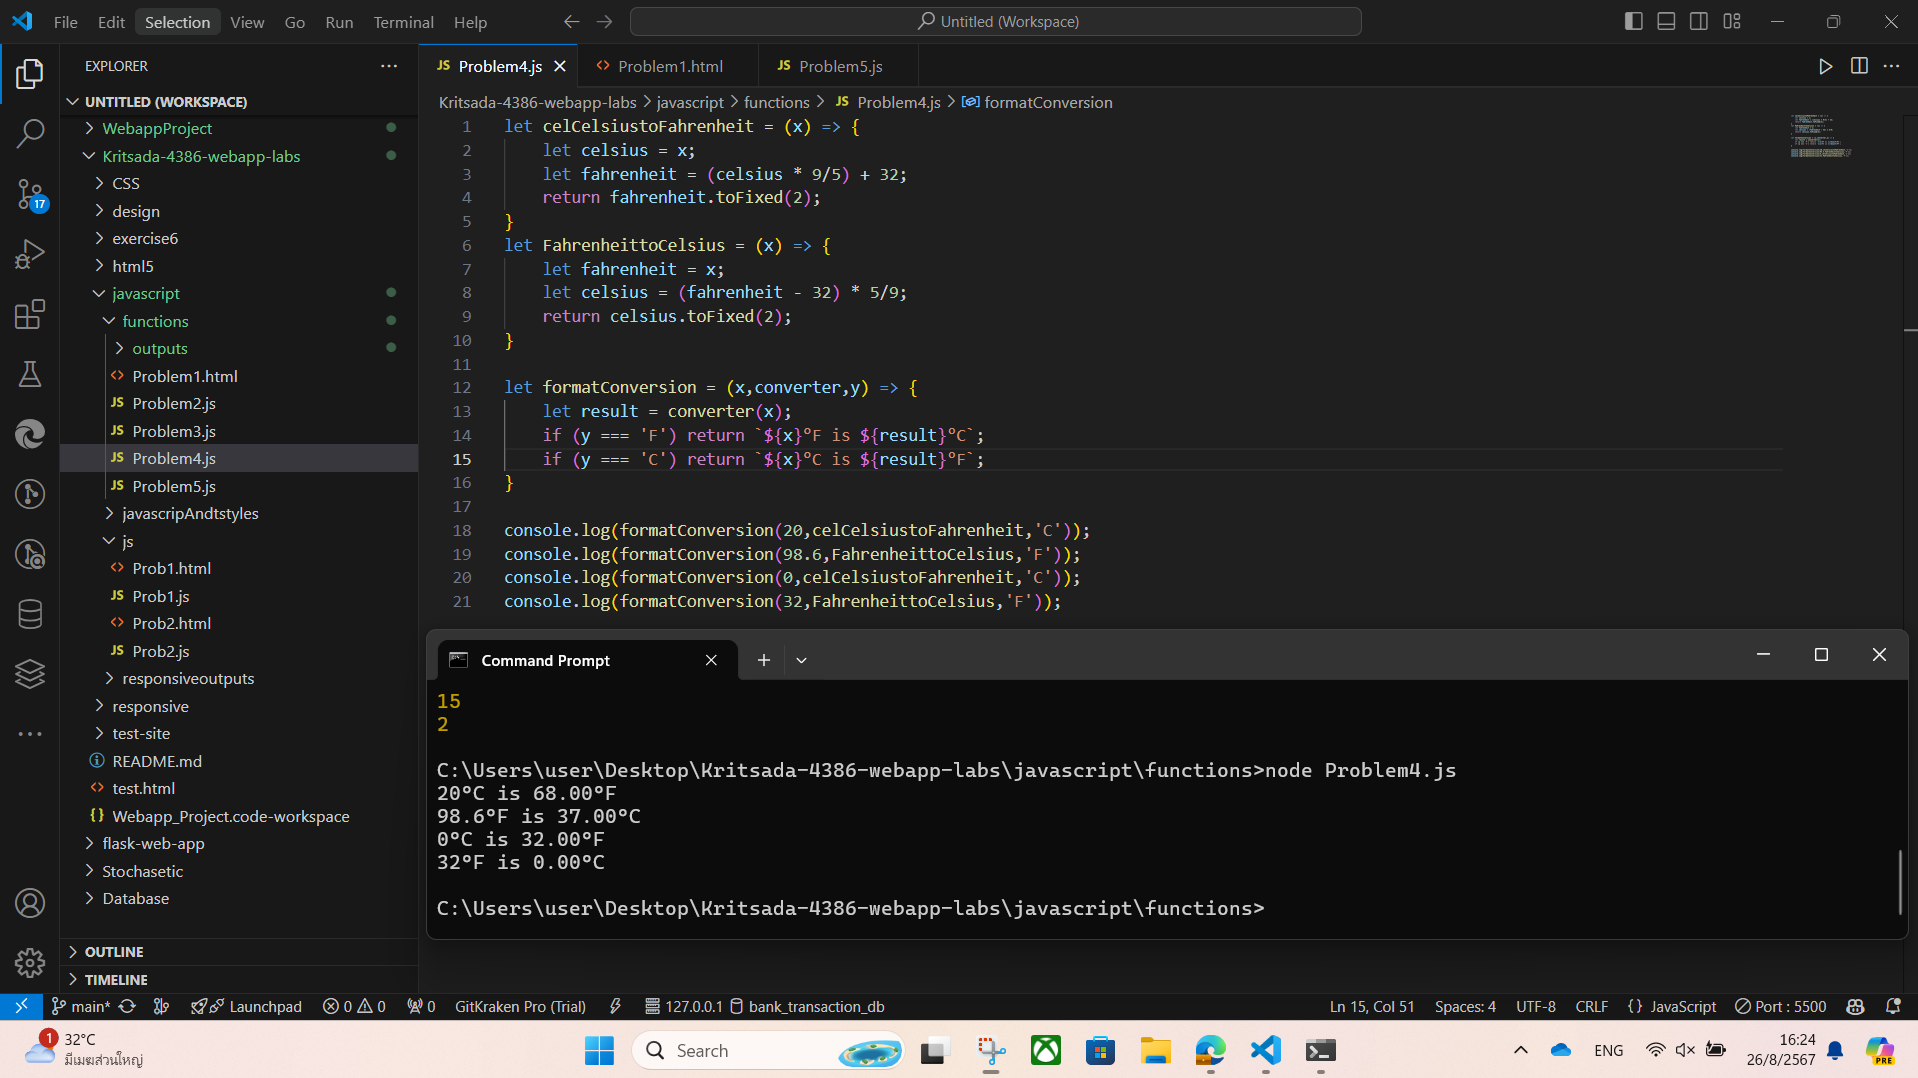 File Edit Selection View Go Run Terminal Help
Untitled (Workspace)
EXPLORER
UNTITLED (WORKSPACE)
WebappProject
Kritsada-4386-webapp-labs
CSS
design
exercise6
html5
javascript
functions
outputs
Problem1.html
Problem2.js
Problem3.js
Problem4.js
Problem5.js
javascripAndtstyles
js
Prob1.html
Prob1.js
Prob2.html
Prob2.js
responsiveoutputs
responsive
test-site
README.md
test.html
Webapp_Project.code-workspace
flask-web-app
Stochasetic
Database
OUTLINE
TIMELINE
17
JS Problem4.js Problem1.html JS Problem5.js
Kritsada-4386-webapp-labs > javascript > functions > JS Problem4.js > formatConversion
1 let celCelsiustoFahrenheit = (x) => {
2 let celsius = x;
3 let fahrenheit = (celsius * 9/5) + 32;
4 return fahrenheit.toFixed(2);
5 }
6 let FahrenheittoCelsius = (x) => {
7 let fahrenheit = x;
8 let celsius = (fahrenheit - 32) * 5/9;
9 return celsius.toFixed(2);
10 }
11
12 let formatConversion = (x,converter,y) => {
13 let result = converter(x);
14 if (y === 'F') return `${x}°F is ${result}°C`;
15 if (y === 'C') return `${x}°C is ${result}°F`;
16 }
17
18 console.log(formatConversion(20,celCelsiustoFahrenheit,'C'));
19 console.log(formatConversion(98.6,FahrenheittoCelsius,'F'));
20 console.log(formatConversion(0,celCelsiustoFahrenheit,'C'));
21 console.log(formatConversion(32,FahrenheittoCelsius,'F'));
Command Prompt
15
2
C:\Users\user\Desktop\Kritsada-4386-webapp-labs\javascript\functions>node Problem4.js
20°C is 68.00°F
98.6°F is 37.00°C
0°C is 32.00°F
32°F is 0.00°C
C:\Users\user\Desktop\Kritsada-4386-webapp-labs\javascript\functions>
main* Launchpad 0 0 0 GitKraken Pro (Trial) 127.0.0.1 bank_transaction_db Ln 15, Col 51 Spaces: 4 UTF-8 CRLF {} JavaScript Port : 5500
1 32°C
มีเมฆส่วนใหญ่
Search
PRE
ENG
16:24
26/8/2567